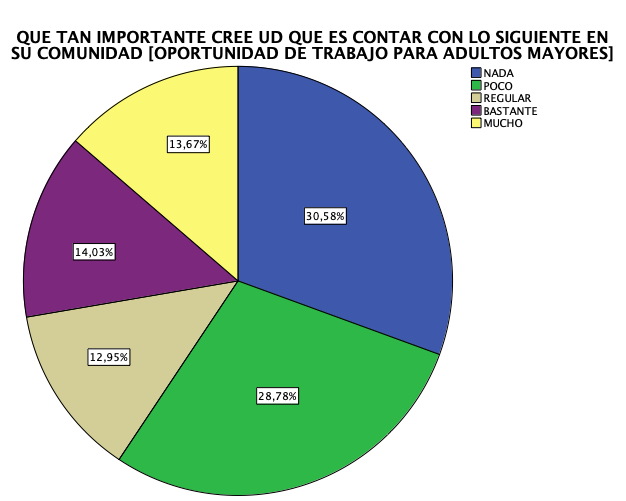 QUE TAN IMPORTANTE CREE UD QUE ES CONTAR CON LO SIGUIENTE EN
SU COMUNIDAD [OPORTUNIDAD DE TRABAJO PARA ADULTOS MAYORES]
NADA
POCO
REGULAR
BASTANTE
MUCHO
13,67%
30,58%
14,03%
12,95%
28,78%